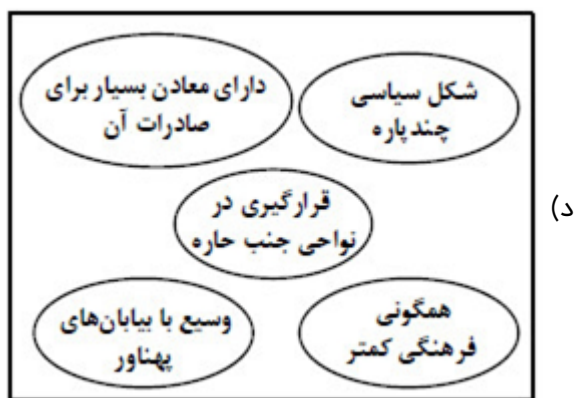 شکل سیاسی
چندپاره
دارای معادن بسیار برای
صادرات آن
قرارگیری در
نواحی جنب حاره
د)
همگونی
فرهنگی کمتر
وسیع با بیابان‌های
پهناور